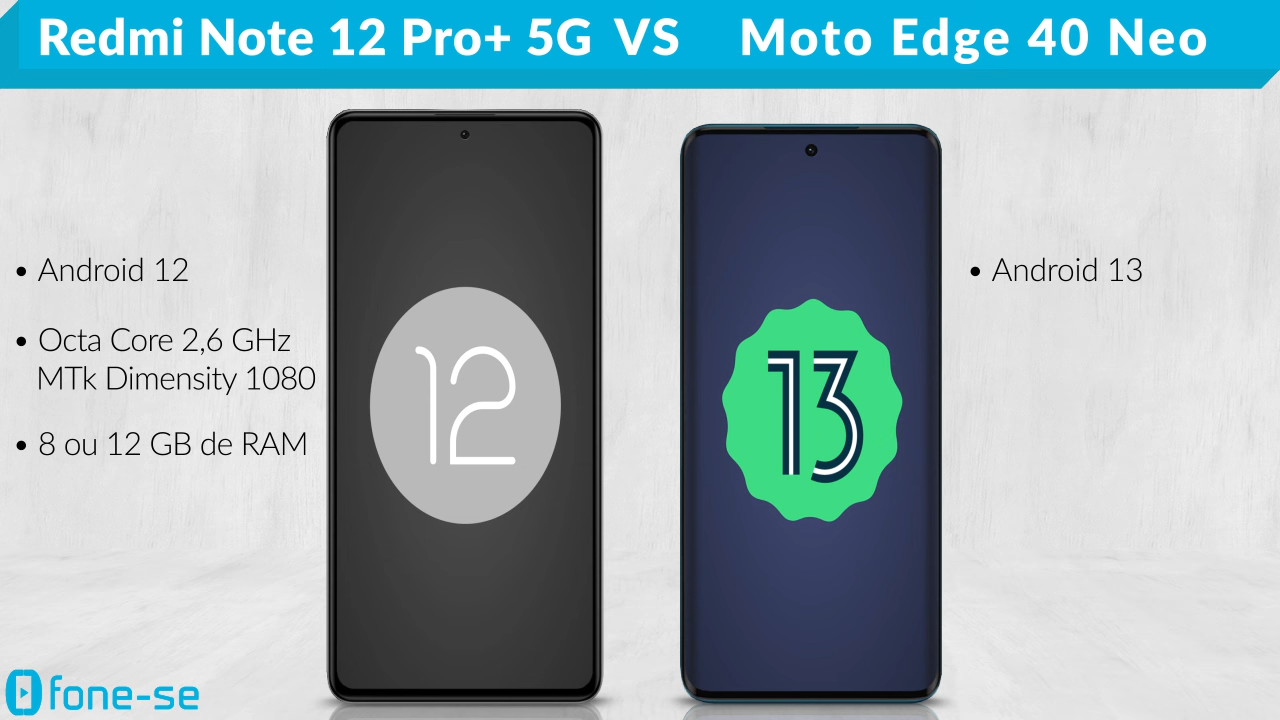 Redmi Note 12 Pro+ 5G VS Moto Edge 40 Neo
• Android 12
• Octa Core 2,6 GHz
MTk Dimensity 1080
• 8 ou 12 GB de RAM
12
• Android 13
13
fone-se